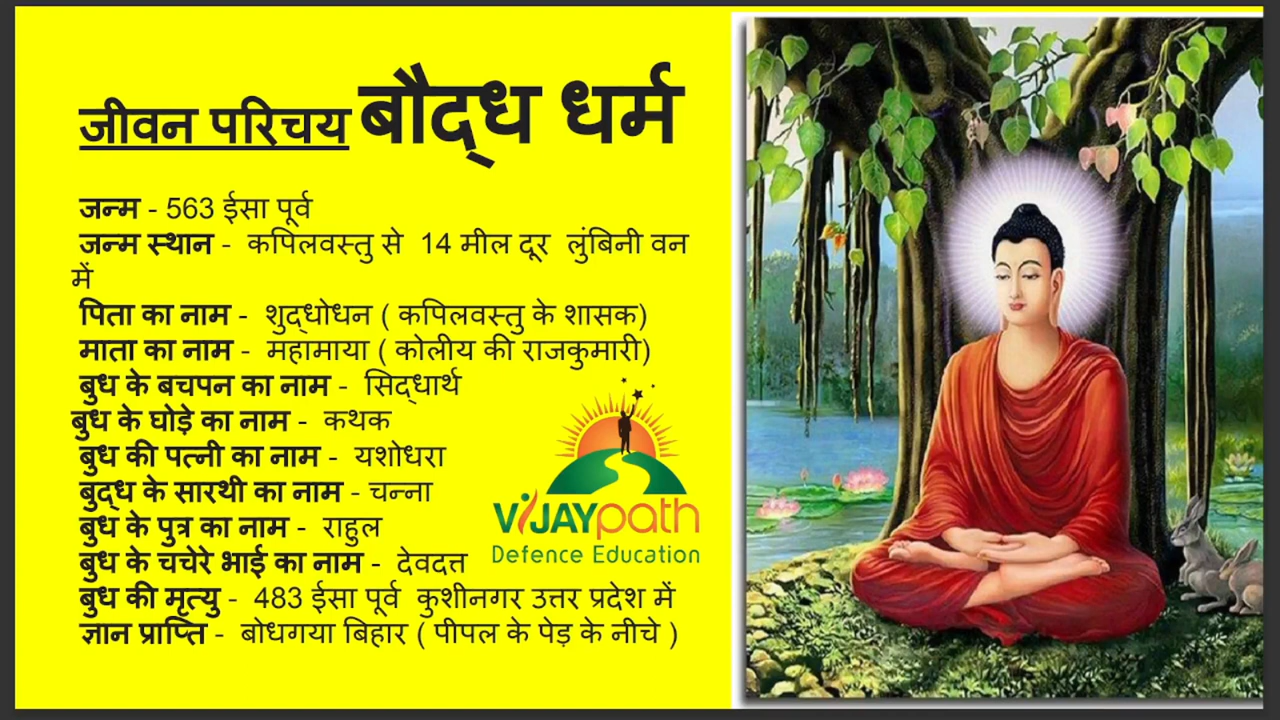 जीवन परिचय बौद्ध धर्म
जन्म - 563 ईसा पूर्व
जन्म स्थान - कपिलवस्तु से 14 मील दूर लुंबिनी वन
में
पिता का नाम - शुद्धोधन ( कपिलवस्तु के शासक)
माता का नाम - महामाया ( कोलीय की राजकुमारी)
बुध के बचपन का नाम - सिद्धार्थ
बुध के घोड़े का नाम - कथक
बुध की पत्नी का नाम - यशोधरा
बुद्ध के सारथी का नाम - चन्ना
बुध के पुत्र का नाम - राहुल
बुध के चचेरे भाई का नाम - देवदत्त
बुध की मृत्यु - 483 ईसा पूर्व कुशीनगर उत्तर प्रदेश में
ज्ञान प्राप्ति - बोधगया बिहार ( पीपल के पेड़ के नीचे )
VIJAYpath
Defence Education